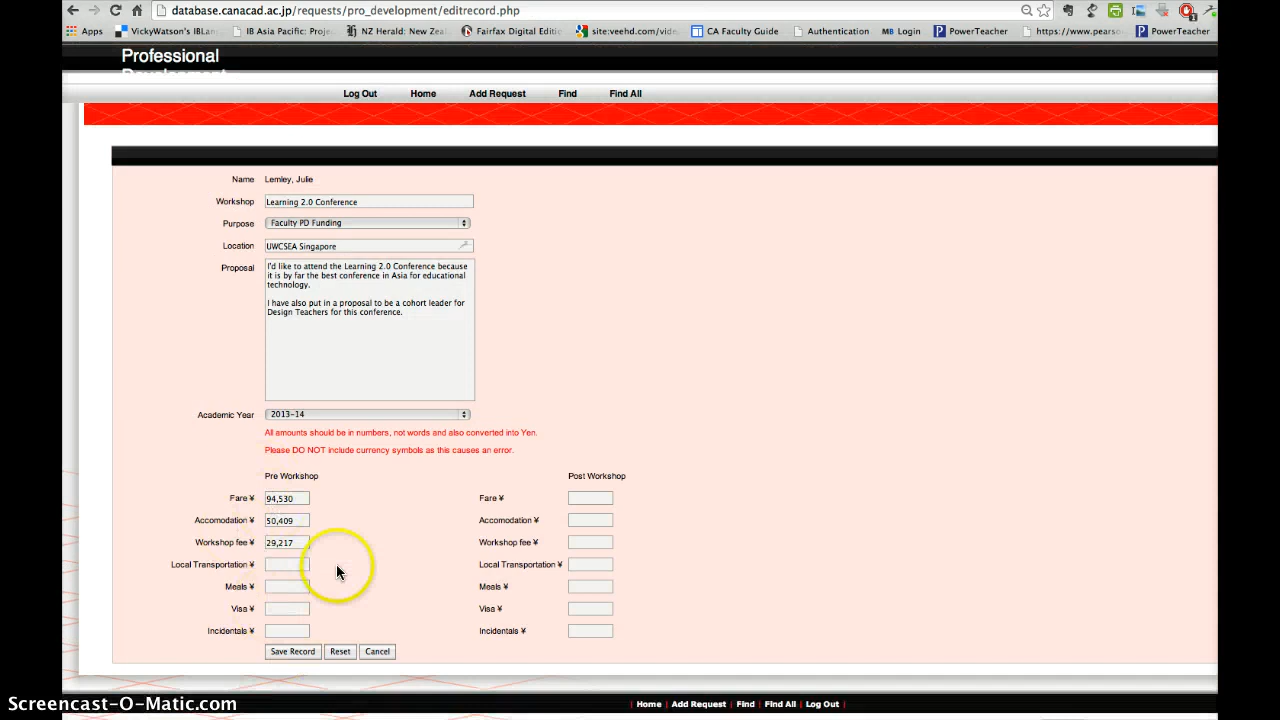 database.canacad.ac.jp/requests/pro_development/editrecord.php
Apps VickyWatson's IBLan IB Asia Pacific: Proje NZ Herald: New Zea Fairfax Digital Editi site:veehd.com/vide CA Faculty Guide Authentication MB Login PowerTeacher https://www.pearso PowerTeacher
Professional
Log Out Home Add Request Find Find All
Name Lemley, Julie
Workshop Learning 2.0 Conference
Purpose Faculty PD Funding
Location UWCSEA Singapore
Proposal I'd like to attend the Learning 2.0 Conference because
it is by far the best conference in Asia for educational
technology.
I have also put in a proposal to be a cohort leader for
Design Teachers for this conference.
Academic Year 2013-14
All amounts should be in numbers, not words and also converted into Yen.
Please DO NOT include currency symbols as this causes an error.
Pre Workshop Post Workshop
Fare ¥ 94,530 Fare ¥
Accomodation ¥ 50,409 Accomodation ¥
Workshop fee ¥ 29,217 Workshop fee ¥
Local Transportation ¥ Local Transportation ¥
Meals ¥ Meals ¥
Visa ¥ Visa ¥
Incidentals ¥ Incidentals ¥
Save Record Reset Cancel
Screencast-O-Matic.com | Home | Add Request | Find | Find All | Log Out |